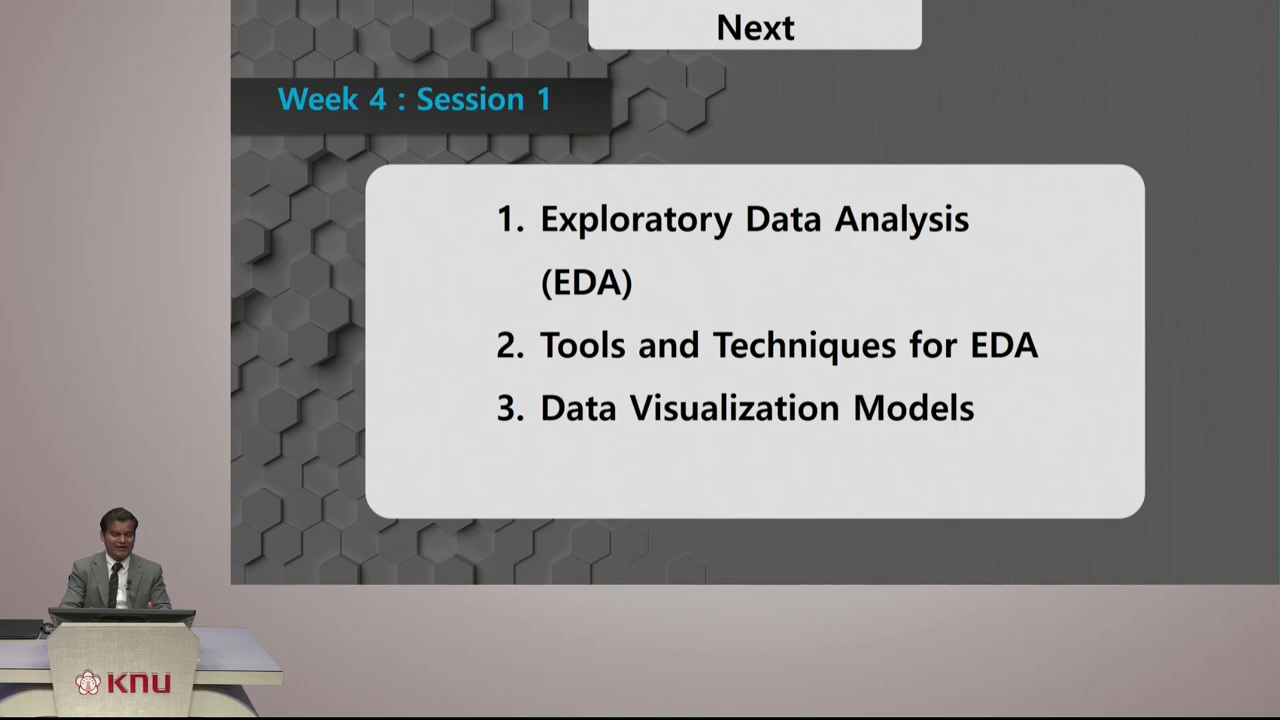 Next
Week 4 : Session 1
1. Exploratory Data Analysis
(EDA)
2. Tools and Techniques for EDA
3. Data Visualization Models
KNU